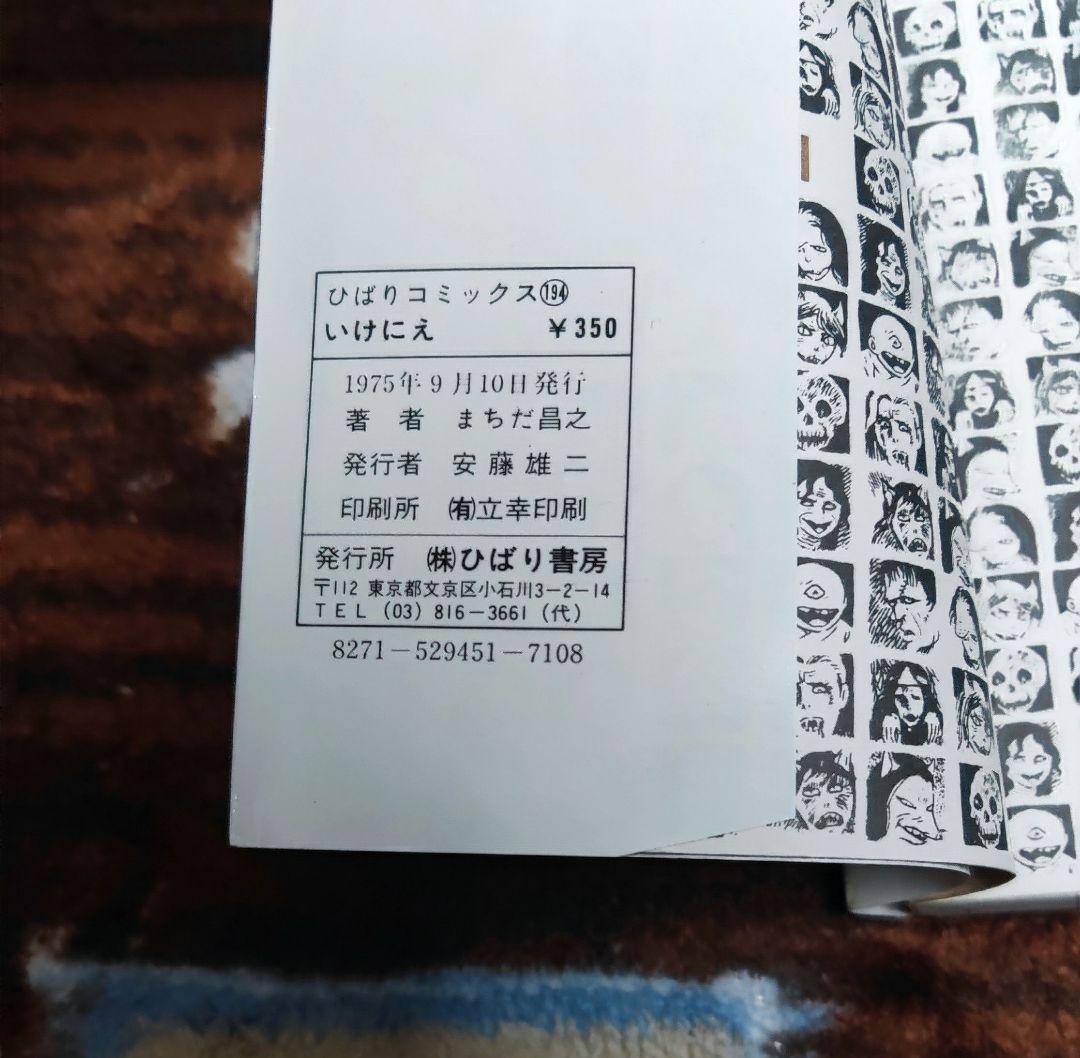 ひばりコミックス(194)
いけにえ ¥350
1975年9月10日発行
著者 まちだ昌之
発行者 安藤雄二
印刷所 ㈲立幸印刷
発行所 ㈱ひばり書房
〒112 東京都文京区小石川3-2-14
TEL (03) 816-3661 (代)
8271-529451-7108